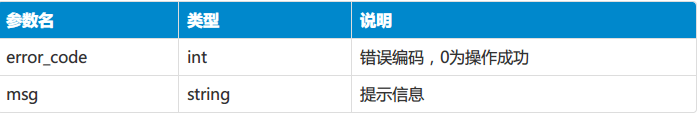 参数名 类型 说明
error_code int 错误编码，0为操作成功
msg string 提示信息